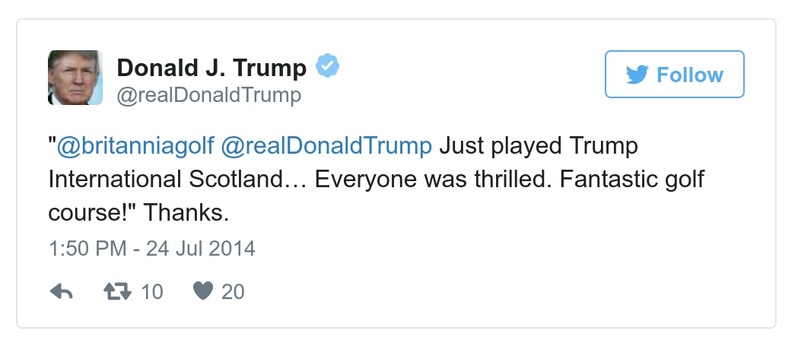 Donald J. Trump
@realDonaldTrump
Follow
"@britanniagolf @realDonaldTrump Just played Trump
International Scotland… Everyone was thrilled. Fantastic golf
course!" Thanks.
1:50 PM - 24 Jul 2014
10 20